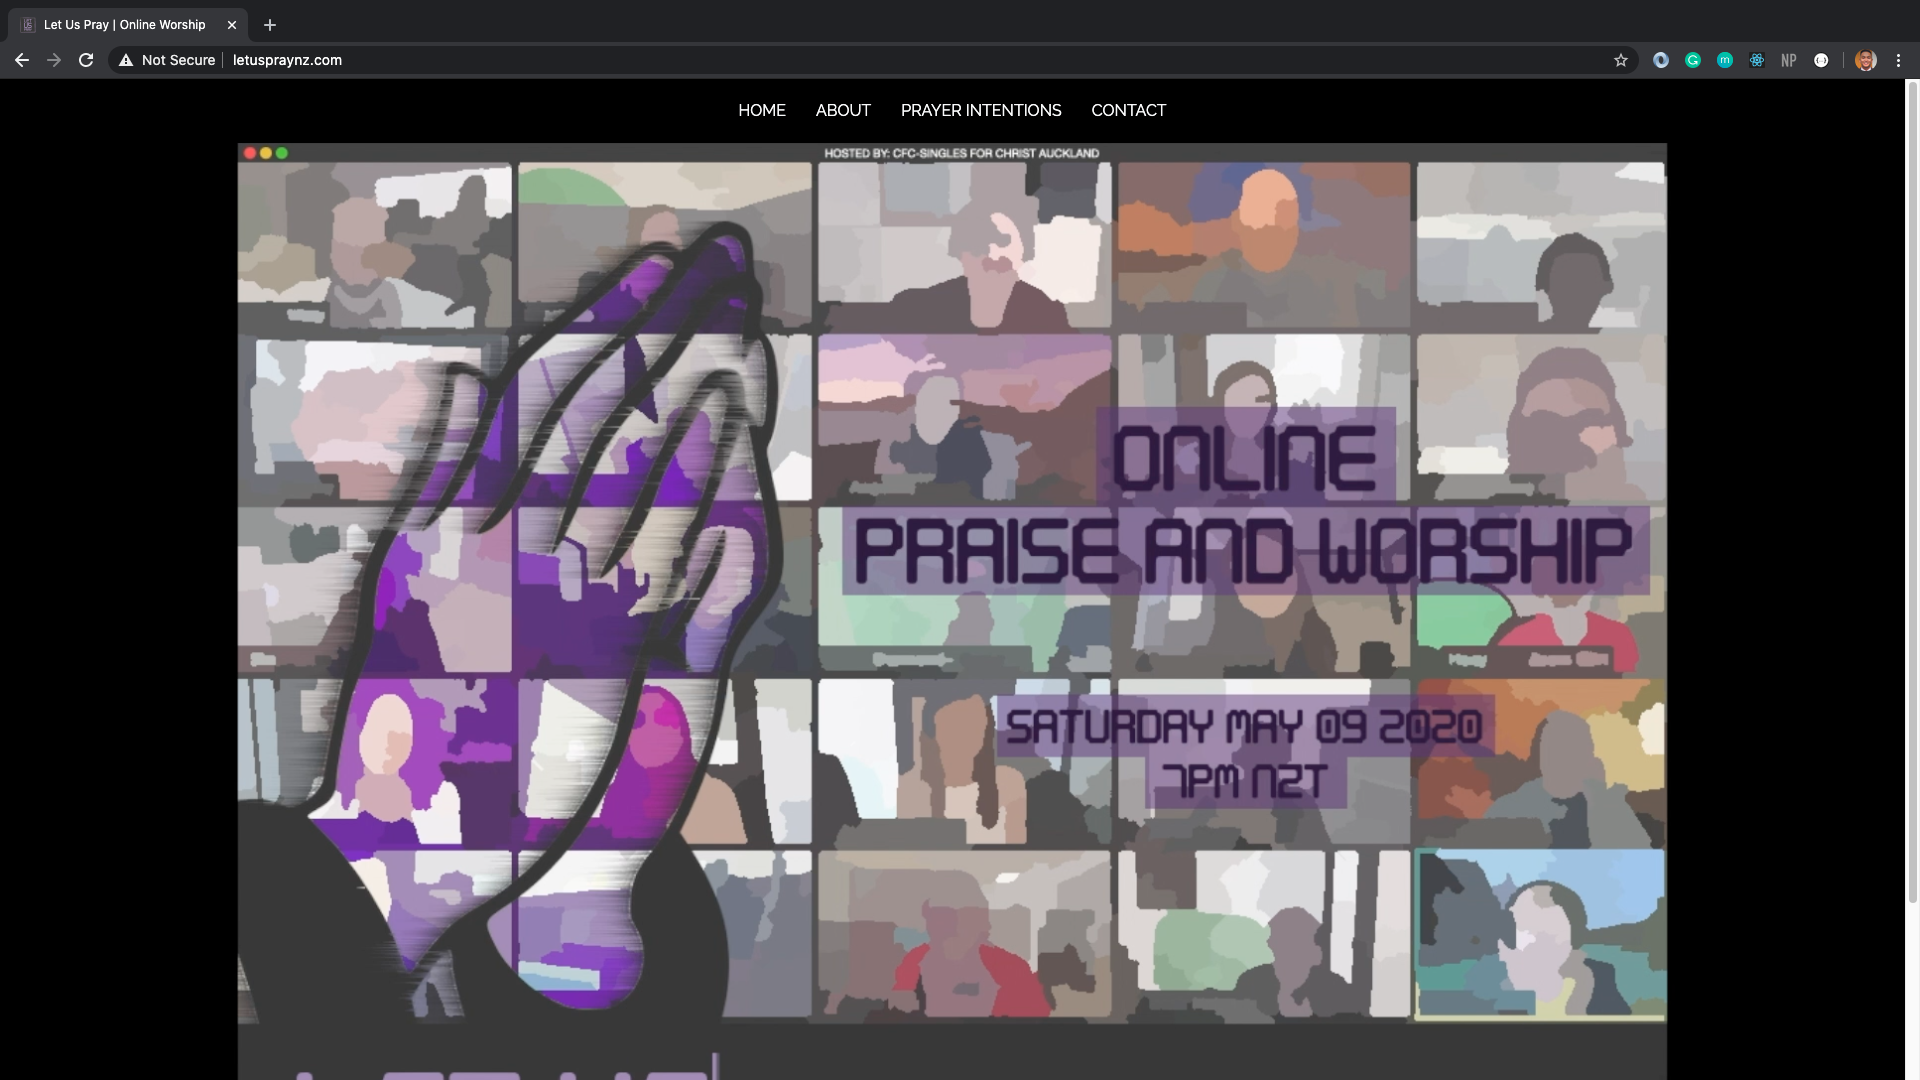 Let Us Pray | Online Worship
Not Secure
letuspraynz.com
NP
HOME ABOUT PRAYER INTENTIONS CONTACT
HOSTED BY: CFC-SINGLES FOR CHRIST AUCKLAND
ONLINE
PRAISE AND WORSHIP
SATURDAY MAY 09 2020
7PM NZT